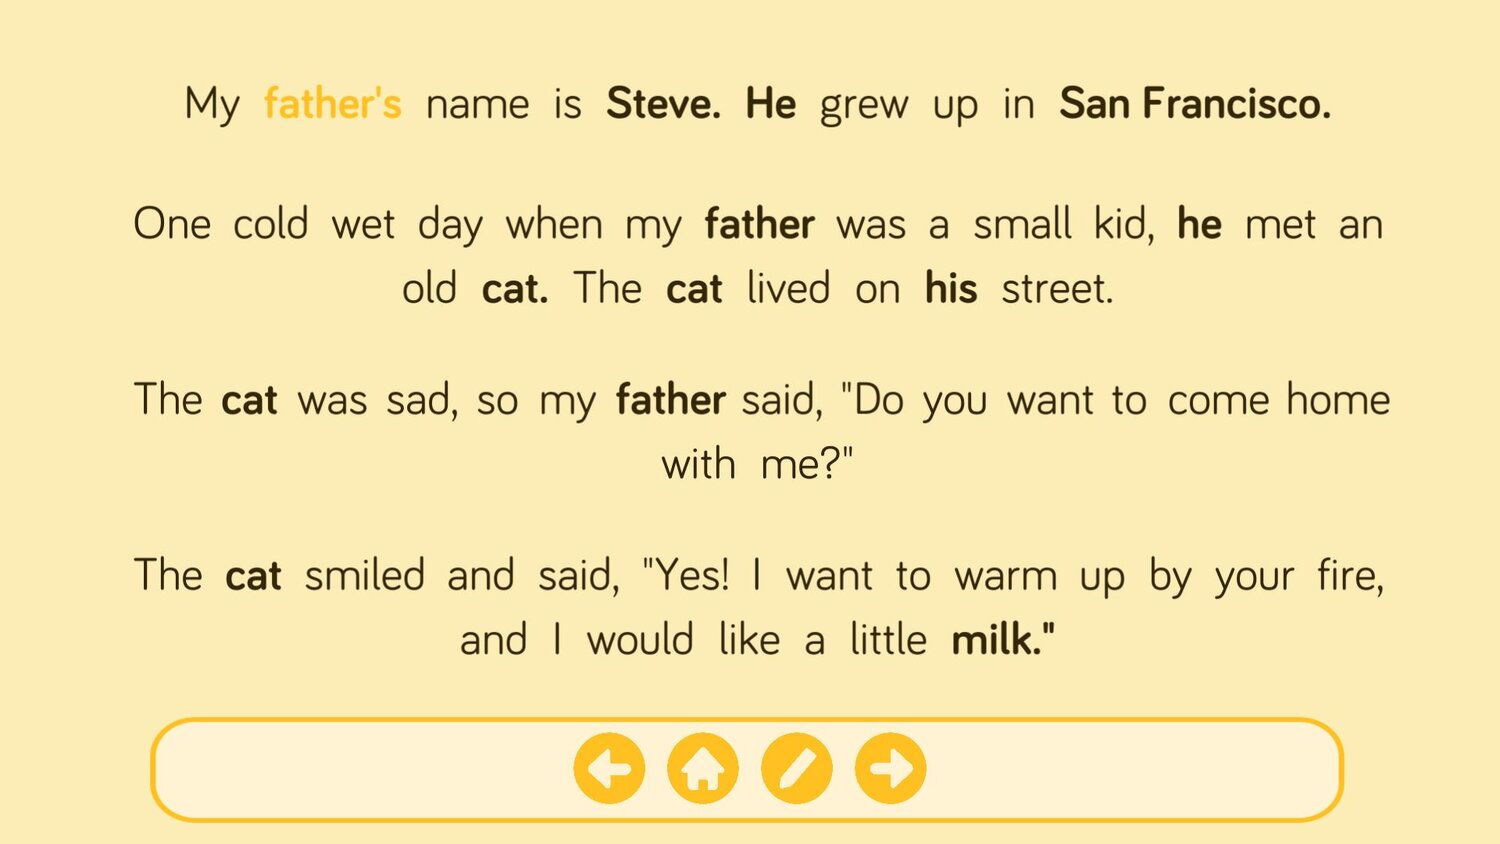 My father's name is Steve. He grew up in San Francisco.
One cold wet day when my father was a small kid, he met an
old cat. The cat lived on his street.
The cat was sad, so my father said, "Do you want to come home
with me?"
The cat smiled and said, "Yes! I want to warm up by your fire,
and I would like a little milk."